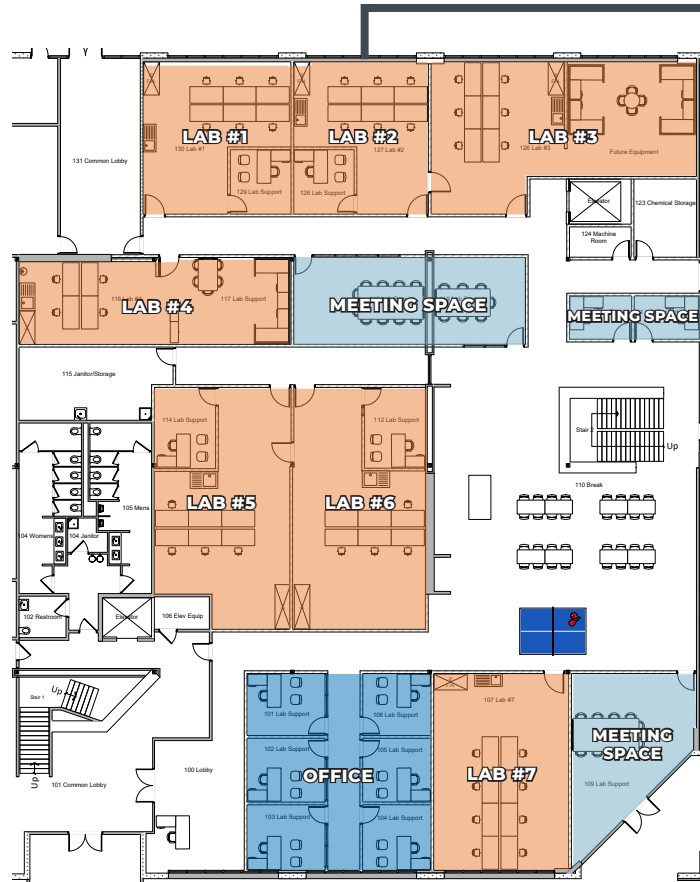 LAB #1
130 Lab #1
129 Lab Support
LAB #2
127 Lab #2
128 Lab Support
LAB #3
126 Lab #3
Future Equipment
131 Common Lobby
Elevator
123 Chemical Storage
124 Machine
Room
LAB #4
117 Lab Support
MEETING SPACE
MEETING SPACE
115 Janitor/Storage
114 Lab Support
112 Lab Support
Stair 2
Up
110 Break
LAB #5
LAB #6
105 Mens
104 Womens
104 Janitor
102 Restroom
Elevator
106 Elev Equip
Stair 1
Up
Up
101 Common Lobby
100 Lobby
101 Lab Support
106 Lab Support
102 Lab Support
105 Lab Support
OFFICE
103 Lab Support
104 Lab Support
107 Lab #7
LAB #7
MEETING
SPACE
109 Lab Support